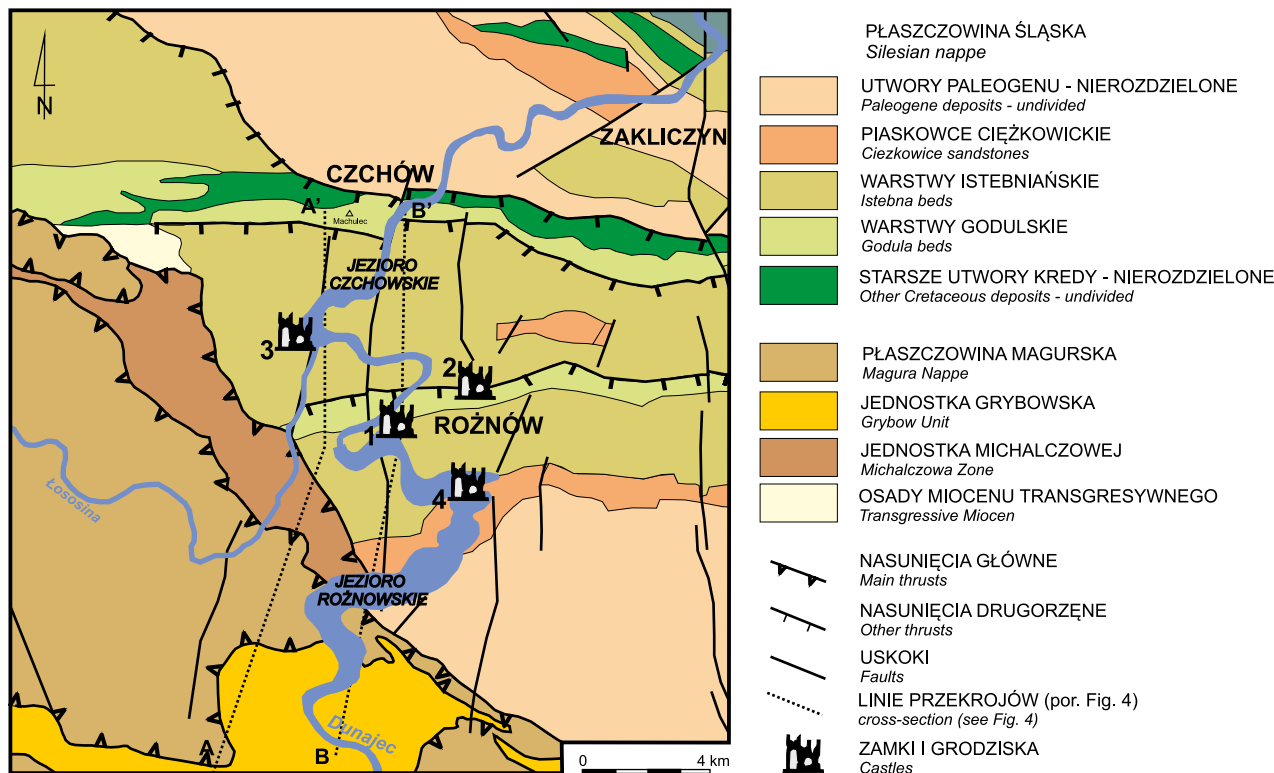 N
ZAKLICZYN
CZCHÓW
A'
Machulec
B'
JEZIORO
CZCHOWSKIE
3
2
1
ROŻNÓW
4
Łososina
JEZIORO
ROŻNOWSKIE
A
B
Dunajec
0 4 km
PŁASZCZOWINA ŚLĄSKA
Silesian nappe
UTWORY PALEOGENU - NIEROZDZIELONE
Paleogene deposits - undivided
PIASKOWCE CIĘŻKOWICKIE
Ciezkowice sandstones
WARSTWY ISTEBNIAŃSKIE
Istebna beds
WARSTWY GODULSKIE
Godula beds
STARSZE UTWORY KREDY - NIEROZDZIELONE
Other Cretaceous deposits - undivided
PŁASZCZOWINA MAGURSKA
Magura Nappe
JEDNOSTKA GRYBOWSKA
Grybow Unit
JEDNOSTKA MICHALCZOWEJ
Michalczowa Zone
OSADY MIOCENU TRANSGRESYWNEGO
Transgressive Miocen
NASUNIĘCIA GŁÓWNE
Main thrusts
NASUNIĘCIA DRUGORZĘNE
Other thrusts
USKOKI
Faults
LINIE PRZEKROJÓW (por. Fig. 4)
cross-section (see Fig. 4)
ZAMKI I GRODZISKA
Castles